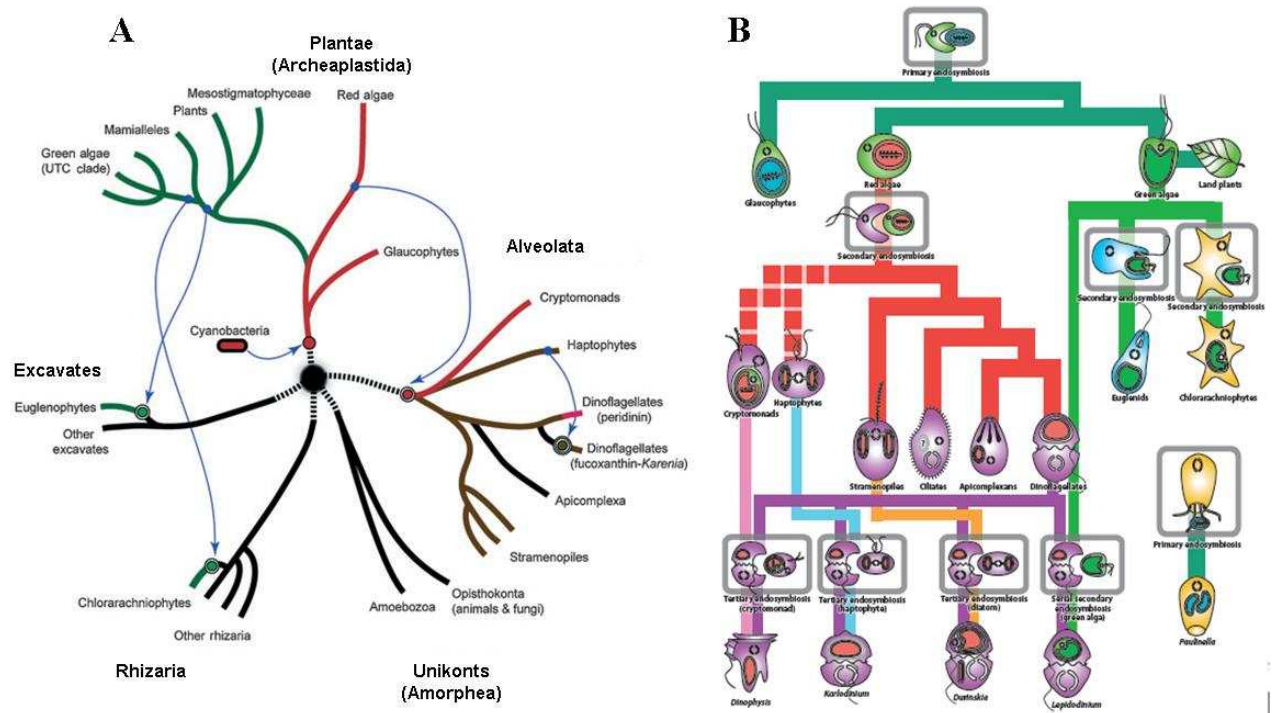 A
Plantae
(Archeaplastida)
Mesostigmatophyceae
Red algae
Plants
Mamialleles
Green algae
(UTC clade)
Glaucophytes
Alveolata
Cryptomonads
Cyanobacteria
Haptophytes
Excavates
Euglenophytes
Dinoflagellates
(peridinin)
Other
excavates
Dinoflagellates
(fucoxanthin-Karenia)
Apicomplexa
Stramenopiles
Chlorarachniophytes
Amoebozoa
Opisthokonta
(animals & fungi)
Other rhizaria
Rhizaria
Unikonts
(Amorphea)
B
Primary endosymbiosis
Glaucophytes
Red algae
Green algae
Land plants
Secondary endosymbiosis
Secondary endosymbiosis
Secondary endosymbiosis
Cryptomonads
Haptophytes
Euglenids
Chlorarachniophytes
Stramenopiles
Ciliates
Apicomplexans
Dinoflagellates
?
Primary endosymbiosis
Tertiary endosymbiosis
(cryptomonad)
Tertiary endosymbiosis
(haptophyte)
Tertiary endosymbiosis
(diatom)
Serial secondary
endosymbiosis
(green alga)
Paulinella
Dinophysis
Karlodinium
Durinskie
Lepidodinium